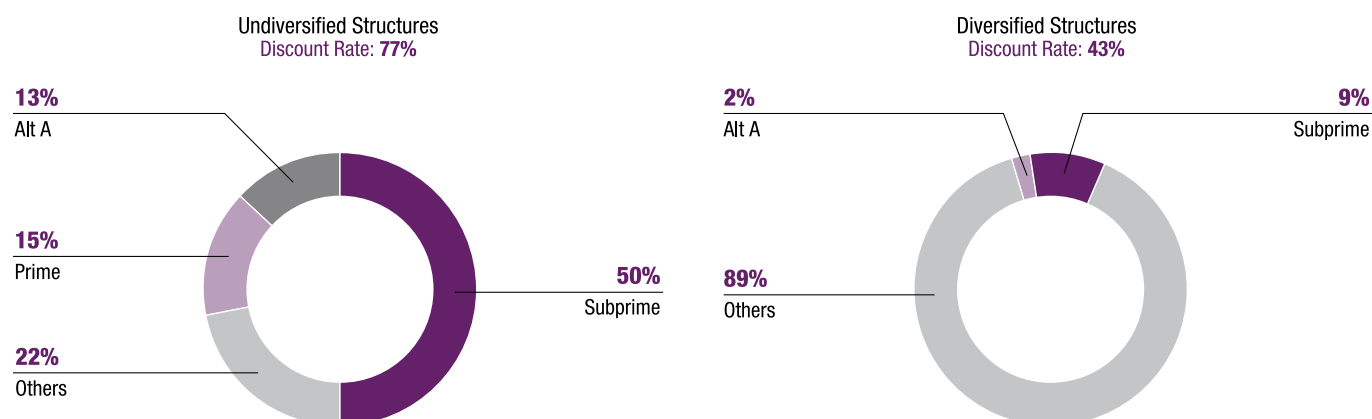 Undiversified Structures
Discount Rate: 77%
13%
Alt A
15%
Prime
22%
Others
50%
Subprime
Diversified Structures
Discount Rate: 43%
2%
Alt A
9%
Subprime
89%
Others